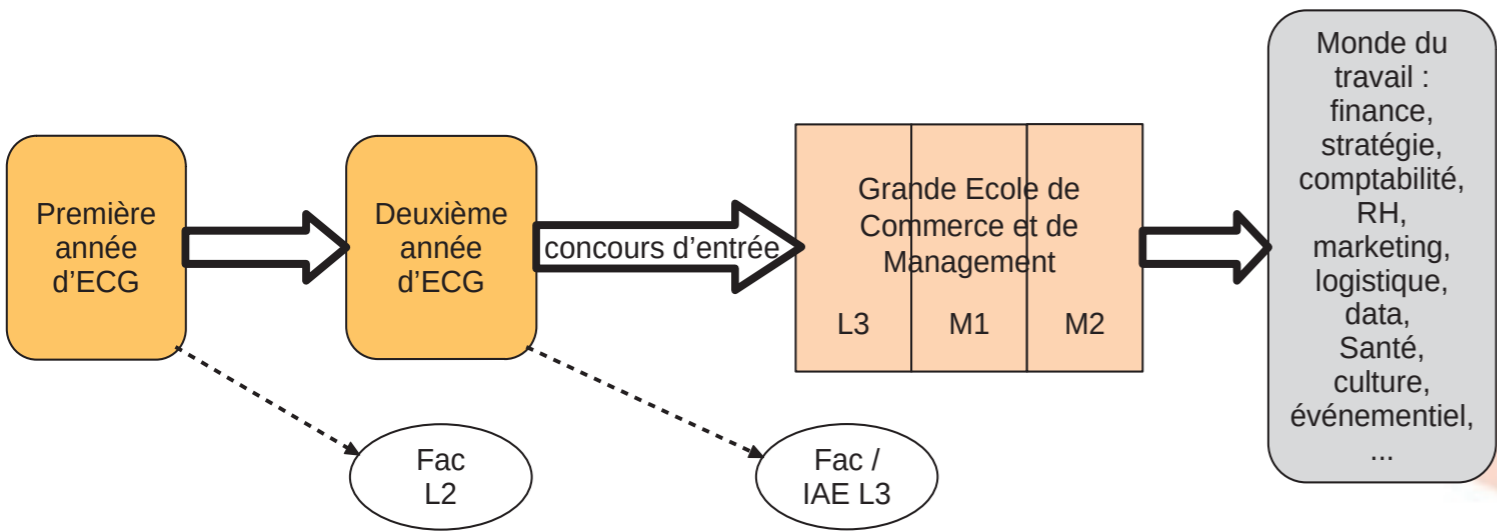 Première
année
d'ECG
Deuxième
année
d'ECG
concours d'entrée
Grande Ecole de
Commerce et de
Management
L3
M1
M2
Monde du
travail :
finance,
stratégie,
comptabilité,
RH,
marketing,
logistique,
data,
Santé,
culture,
événementiel,
...
Fac
L2
Fac /
IAE L3